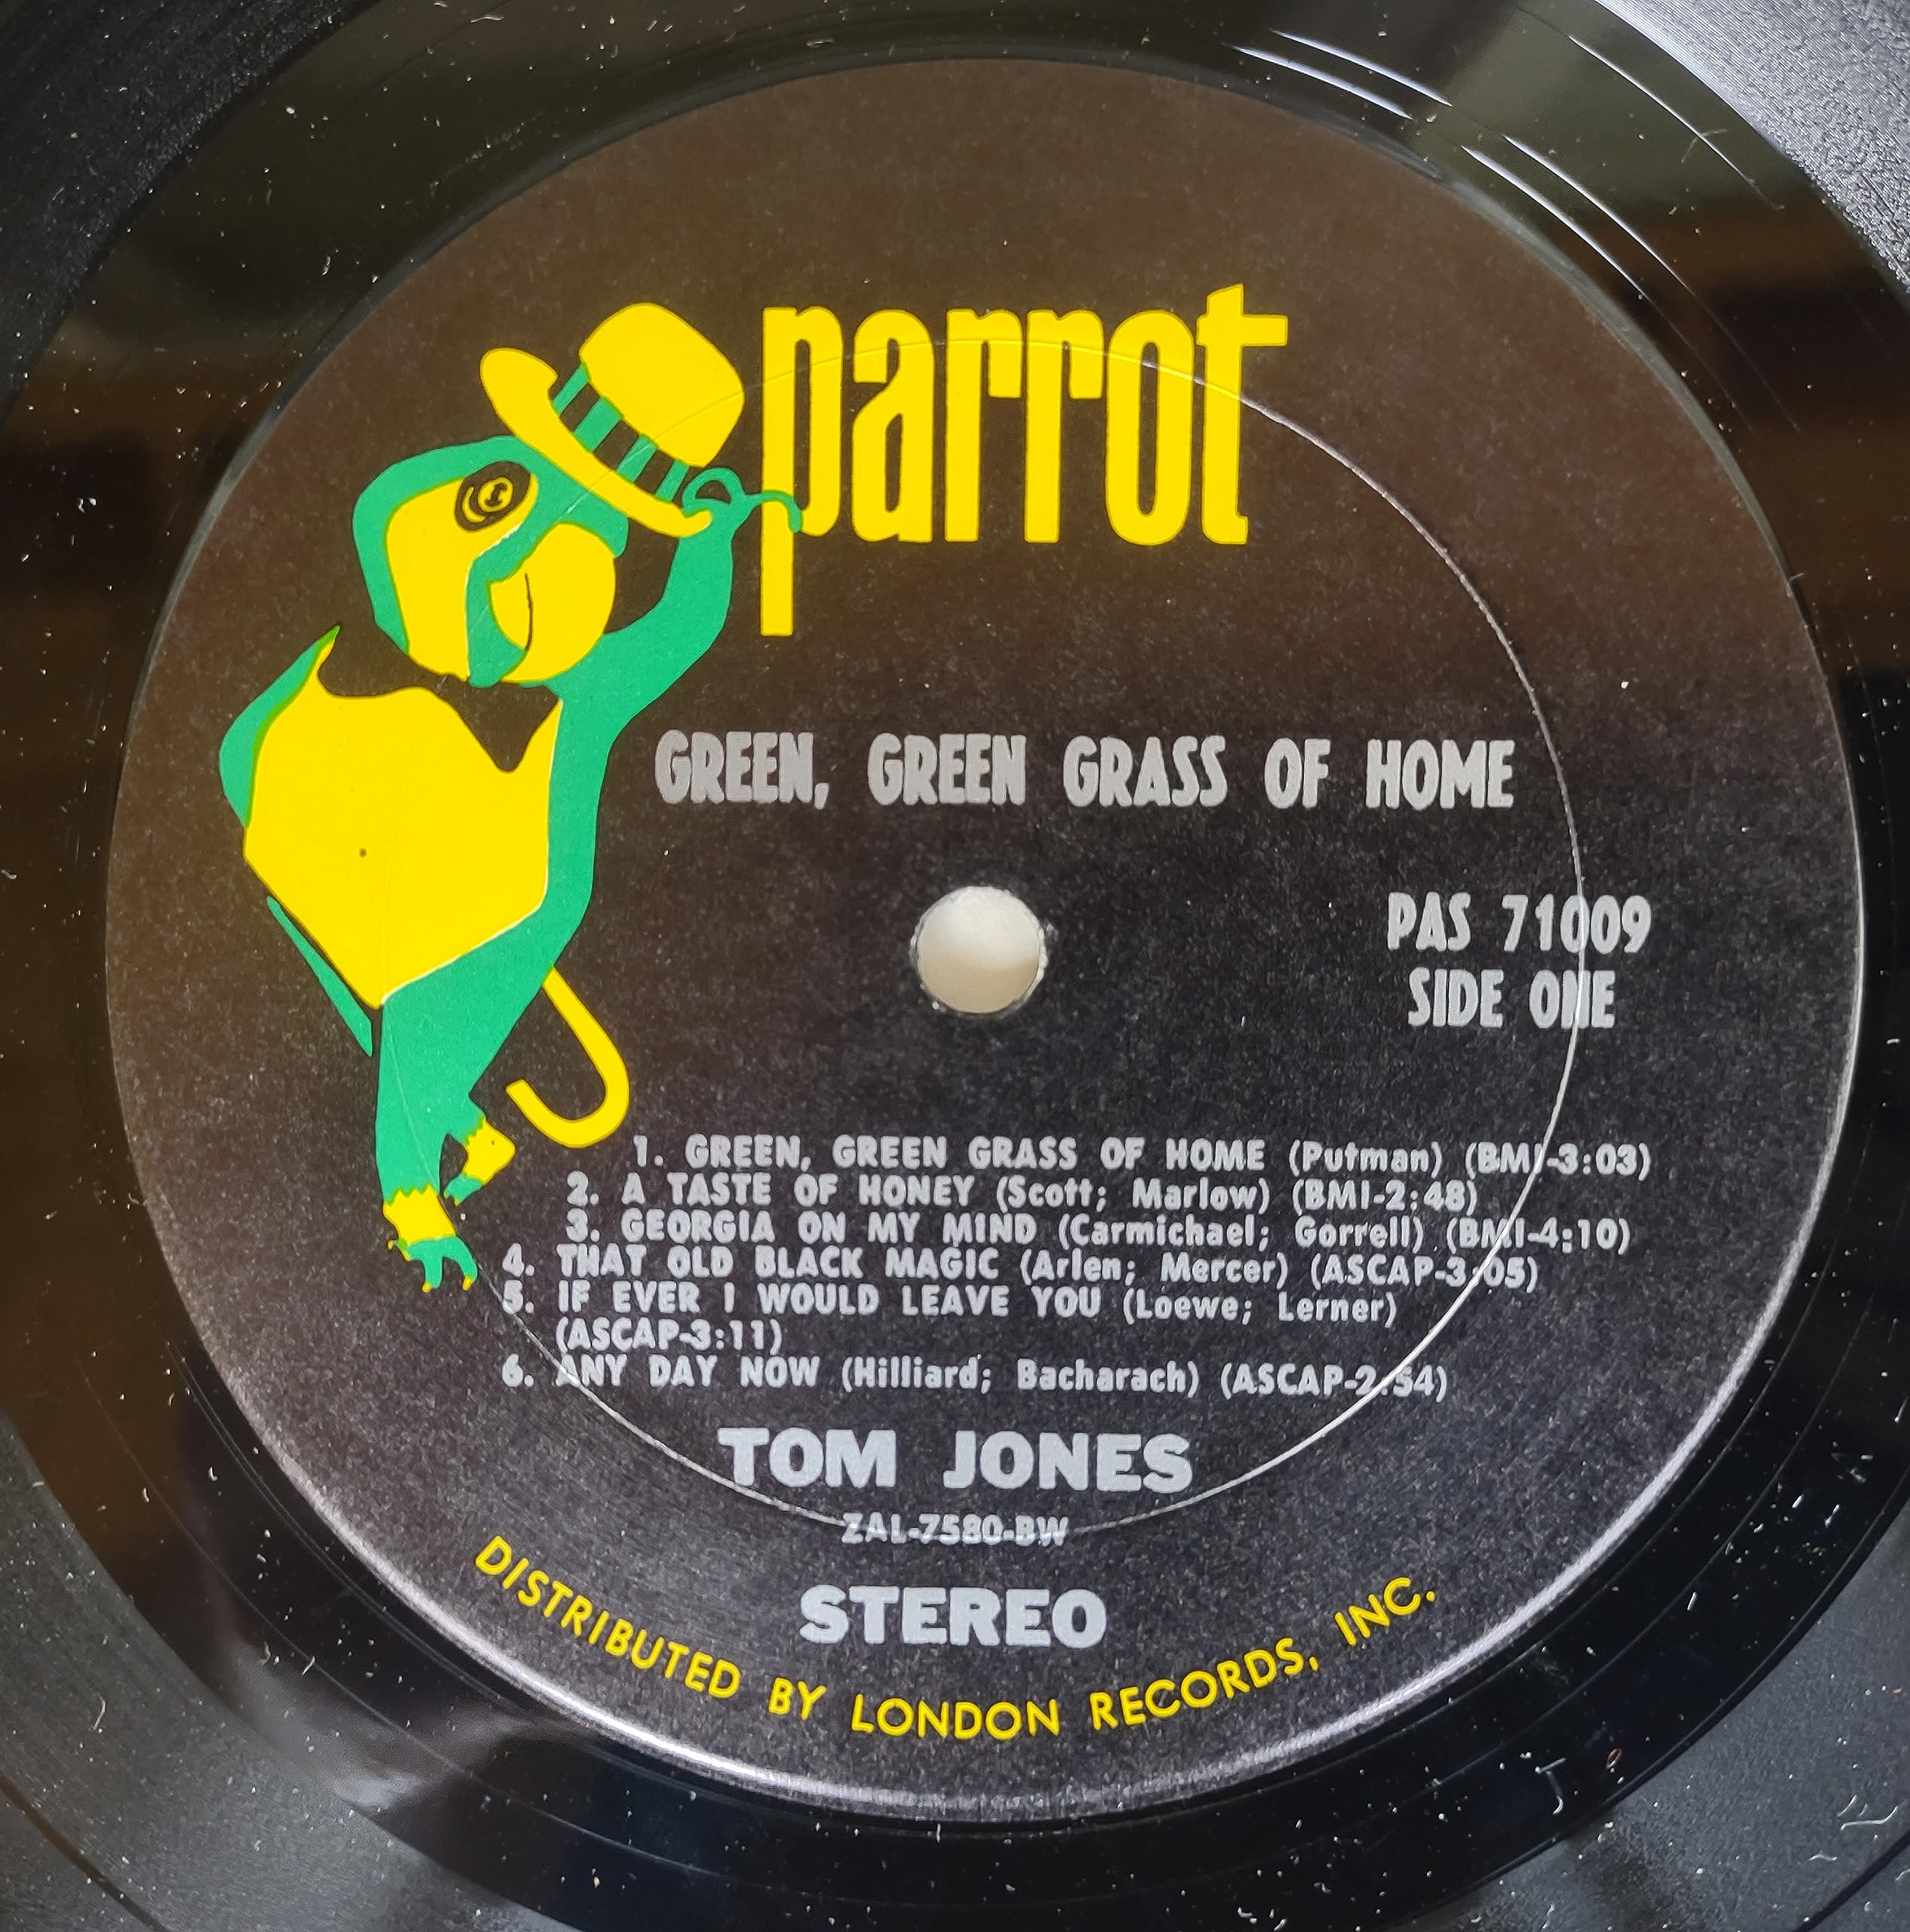 parrot
GREEN, GREEN GRASS OF HOME
PAS 71009
SIDE ONE
1. GREEN, GREEN GRASS OF HOME (Putman) (BMI-3:03)
2. A TASTE OF HONEY (Scott; Marlow) (BMI-2:48)
3. GEORGIA ON MY MIND (Carmichael; Gorrell) (BMI-4:10)
4. THAT OLD BLACK MAGIC (Arlen; Mercer) (ASCAP-3:05)
5. IF EVER I WOULD LEAVE YOU (Loewe; Lerner)
(ASCAP-3:11)
6. ANY DAY NOW (Hilliard; Bacharach) (ASCAP-2:54)
TOM JONES
ZAL-7580-BW
STEREO
DISTRIBUTED BY LONDON RECORDS, INC.